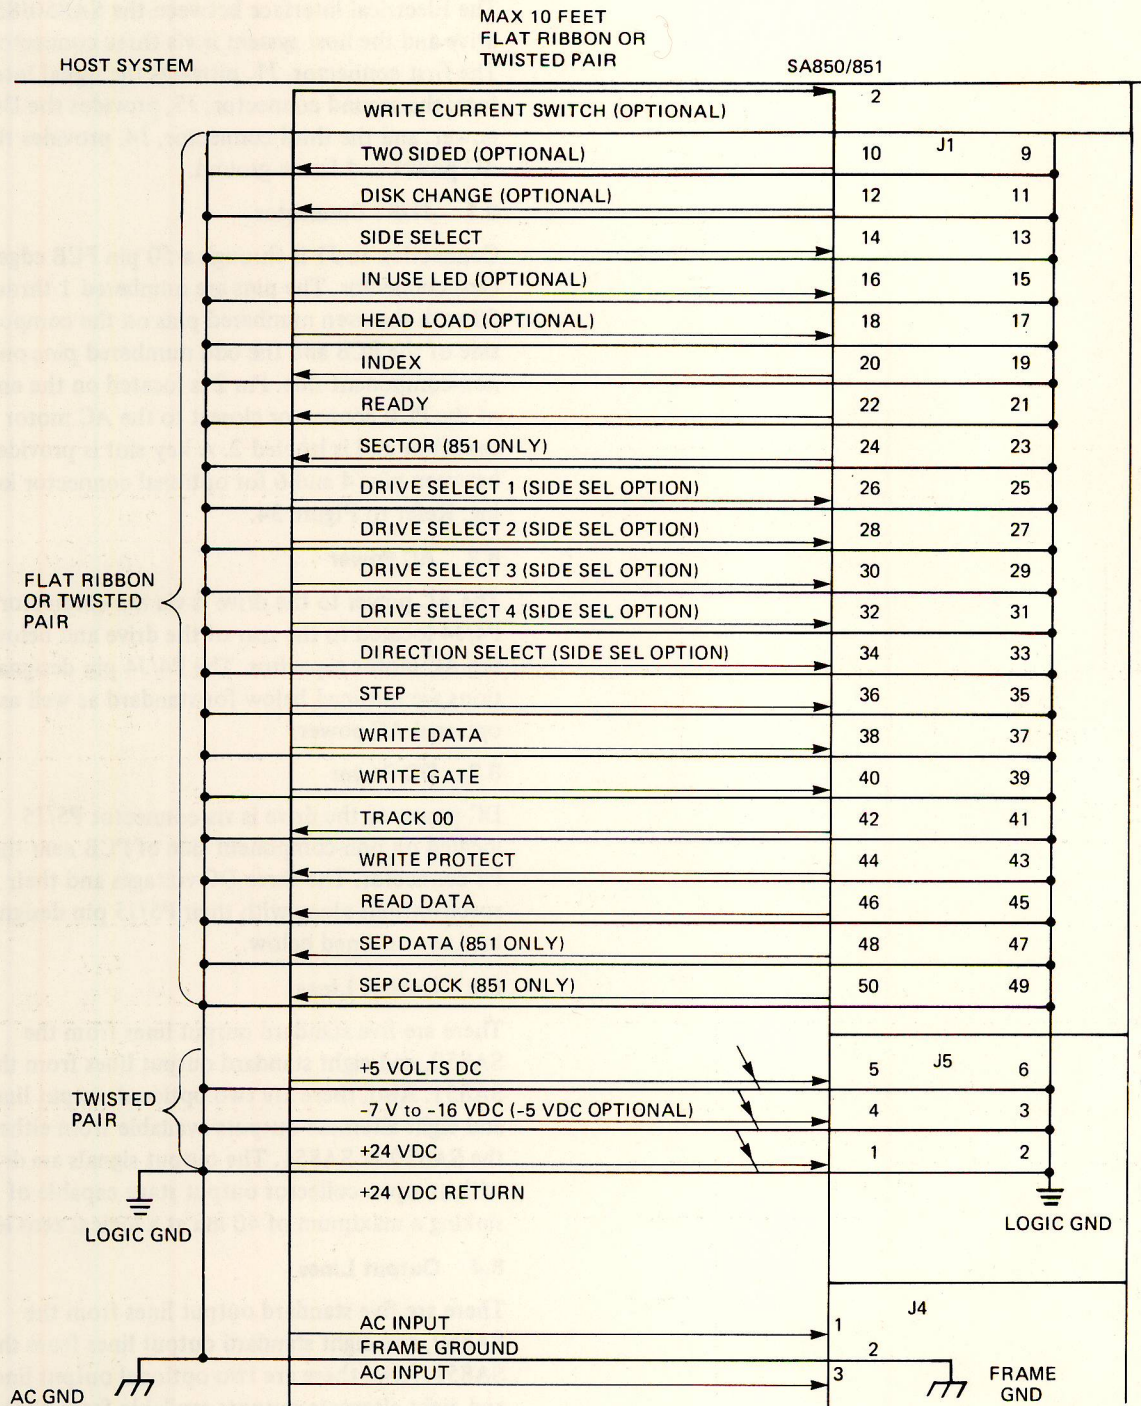 MAX 10 FEET
FLAT RIBBON OR
TWISTED PAIR
HOST SYSTEM
SA850/851
WRITE CURRENT SWITCH (OPTIONAL) 2
J1
TWO SIDED (OPTIONAL) 10 9
DISK CHANGE (OPTIONAL) 12 11
SIDE SELECT 14 13
IN USE LED (OPTIONAL) 16 15
HEAD LOAD (OPTIONAL) 18 17
INDEX 20 19
READY 22 21
SECTOR (851 ONLY) 24 23
DRIVE SELECT 1 (SIDE SEL OPTION) 26 25
DRIVE SELECT 2 (SIDE SEL OPTION) 28 27
DRIVE SELECT 3 (SIDE SEL OPTION) 30 29
FLAT RIBBON
OR TWISTED
PAIR
DRIVE SELECT 4 (SIDE SEL OPTION) 32 31
DIRECTION SELECT (SIDE SEL OPTION) 34 33
STEP 36 35
WRITE DATA 38 37
WRITE GATE 40 39
TRACK 00 42 41
WRITE PROTECT 44 43
READ DATA 46 45
SEP DATA (851 ONLY) 48 47
SEP CLOCK (851 ONLY) 50 49
J5
+5 VOLTS DC 5 6
TWISTED
PAIR
-7 V to -16 VDC (-5 VDC OPTIONAL) 4 3
+24 VDC 1 2
+24 VDC RETURN
LOGIC GND
LOGIC GND
J4
AC INPUT 1
FRAME GROUND 2
AC INPUT 3
AC GND
FRAME
GND